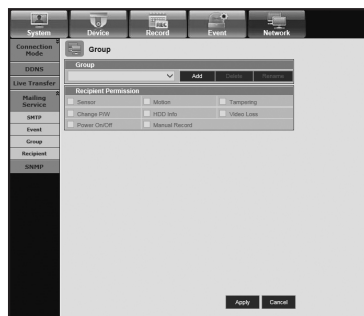 System Device Record Event Network
Connection Mode
DDNS
Live Transfer
Mailing Service
SMTP
Event
Group
Recipient
SNMP
Group
Group
Add Delete Rename
Recipient Permission
Sensor Motion Tampering
Change P/W HDD Info Video Loss
Power On/Off Manual Record
Apply Cancel